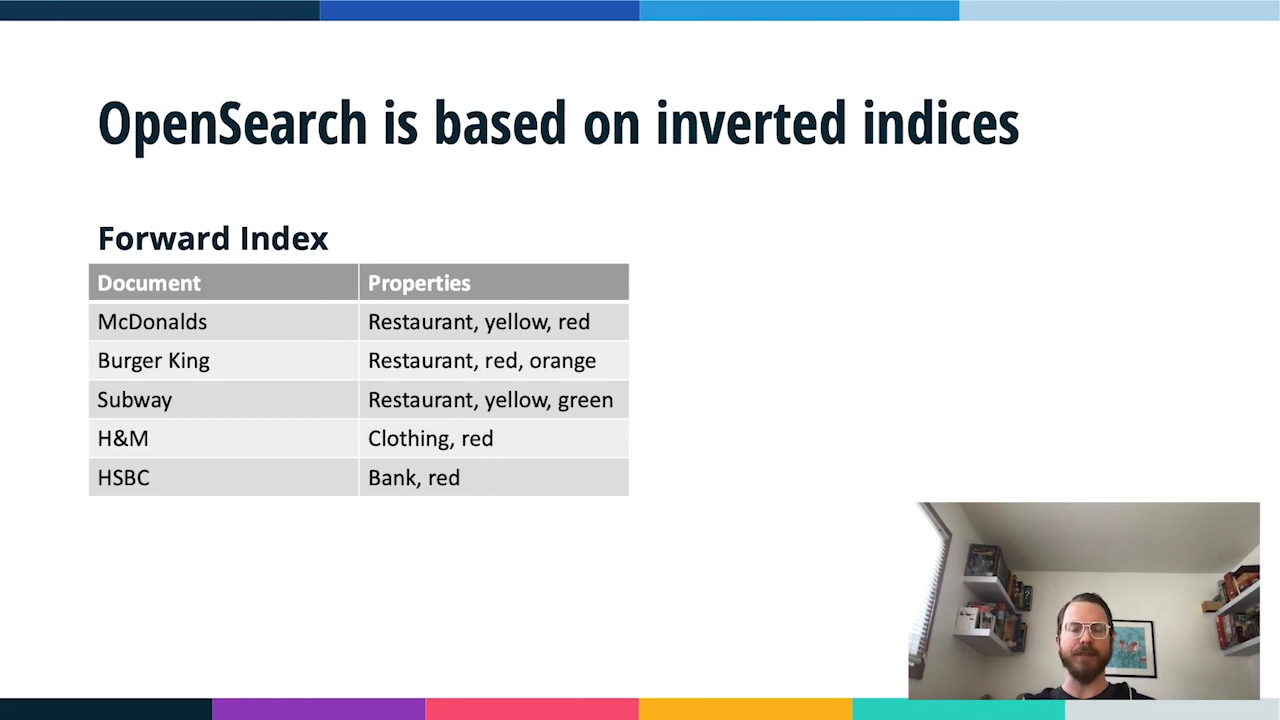 OpenSearch is based on inverted indices
Forward Index
Document Properties
McDonalds Restaurant, yellow, red
Burger King Restaurant, red, orange
Subway Restaurant, yellow, green
H&M Clothing, red
HSBC Bank, red